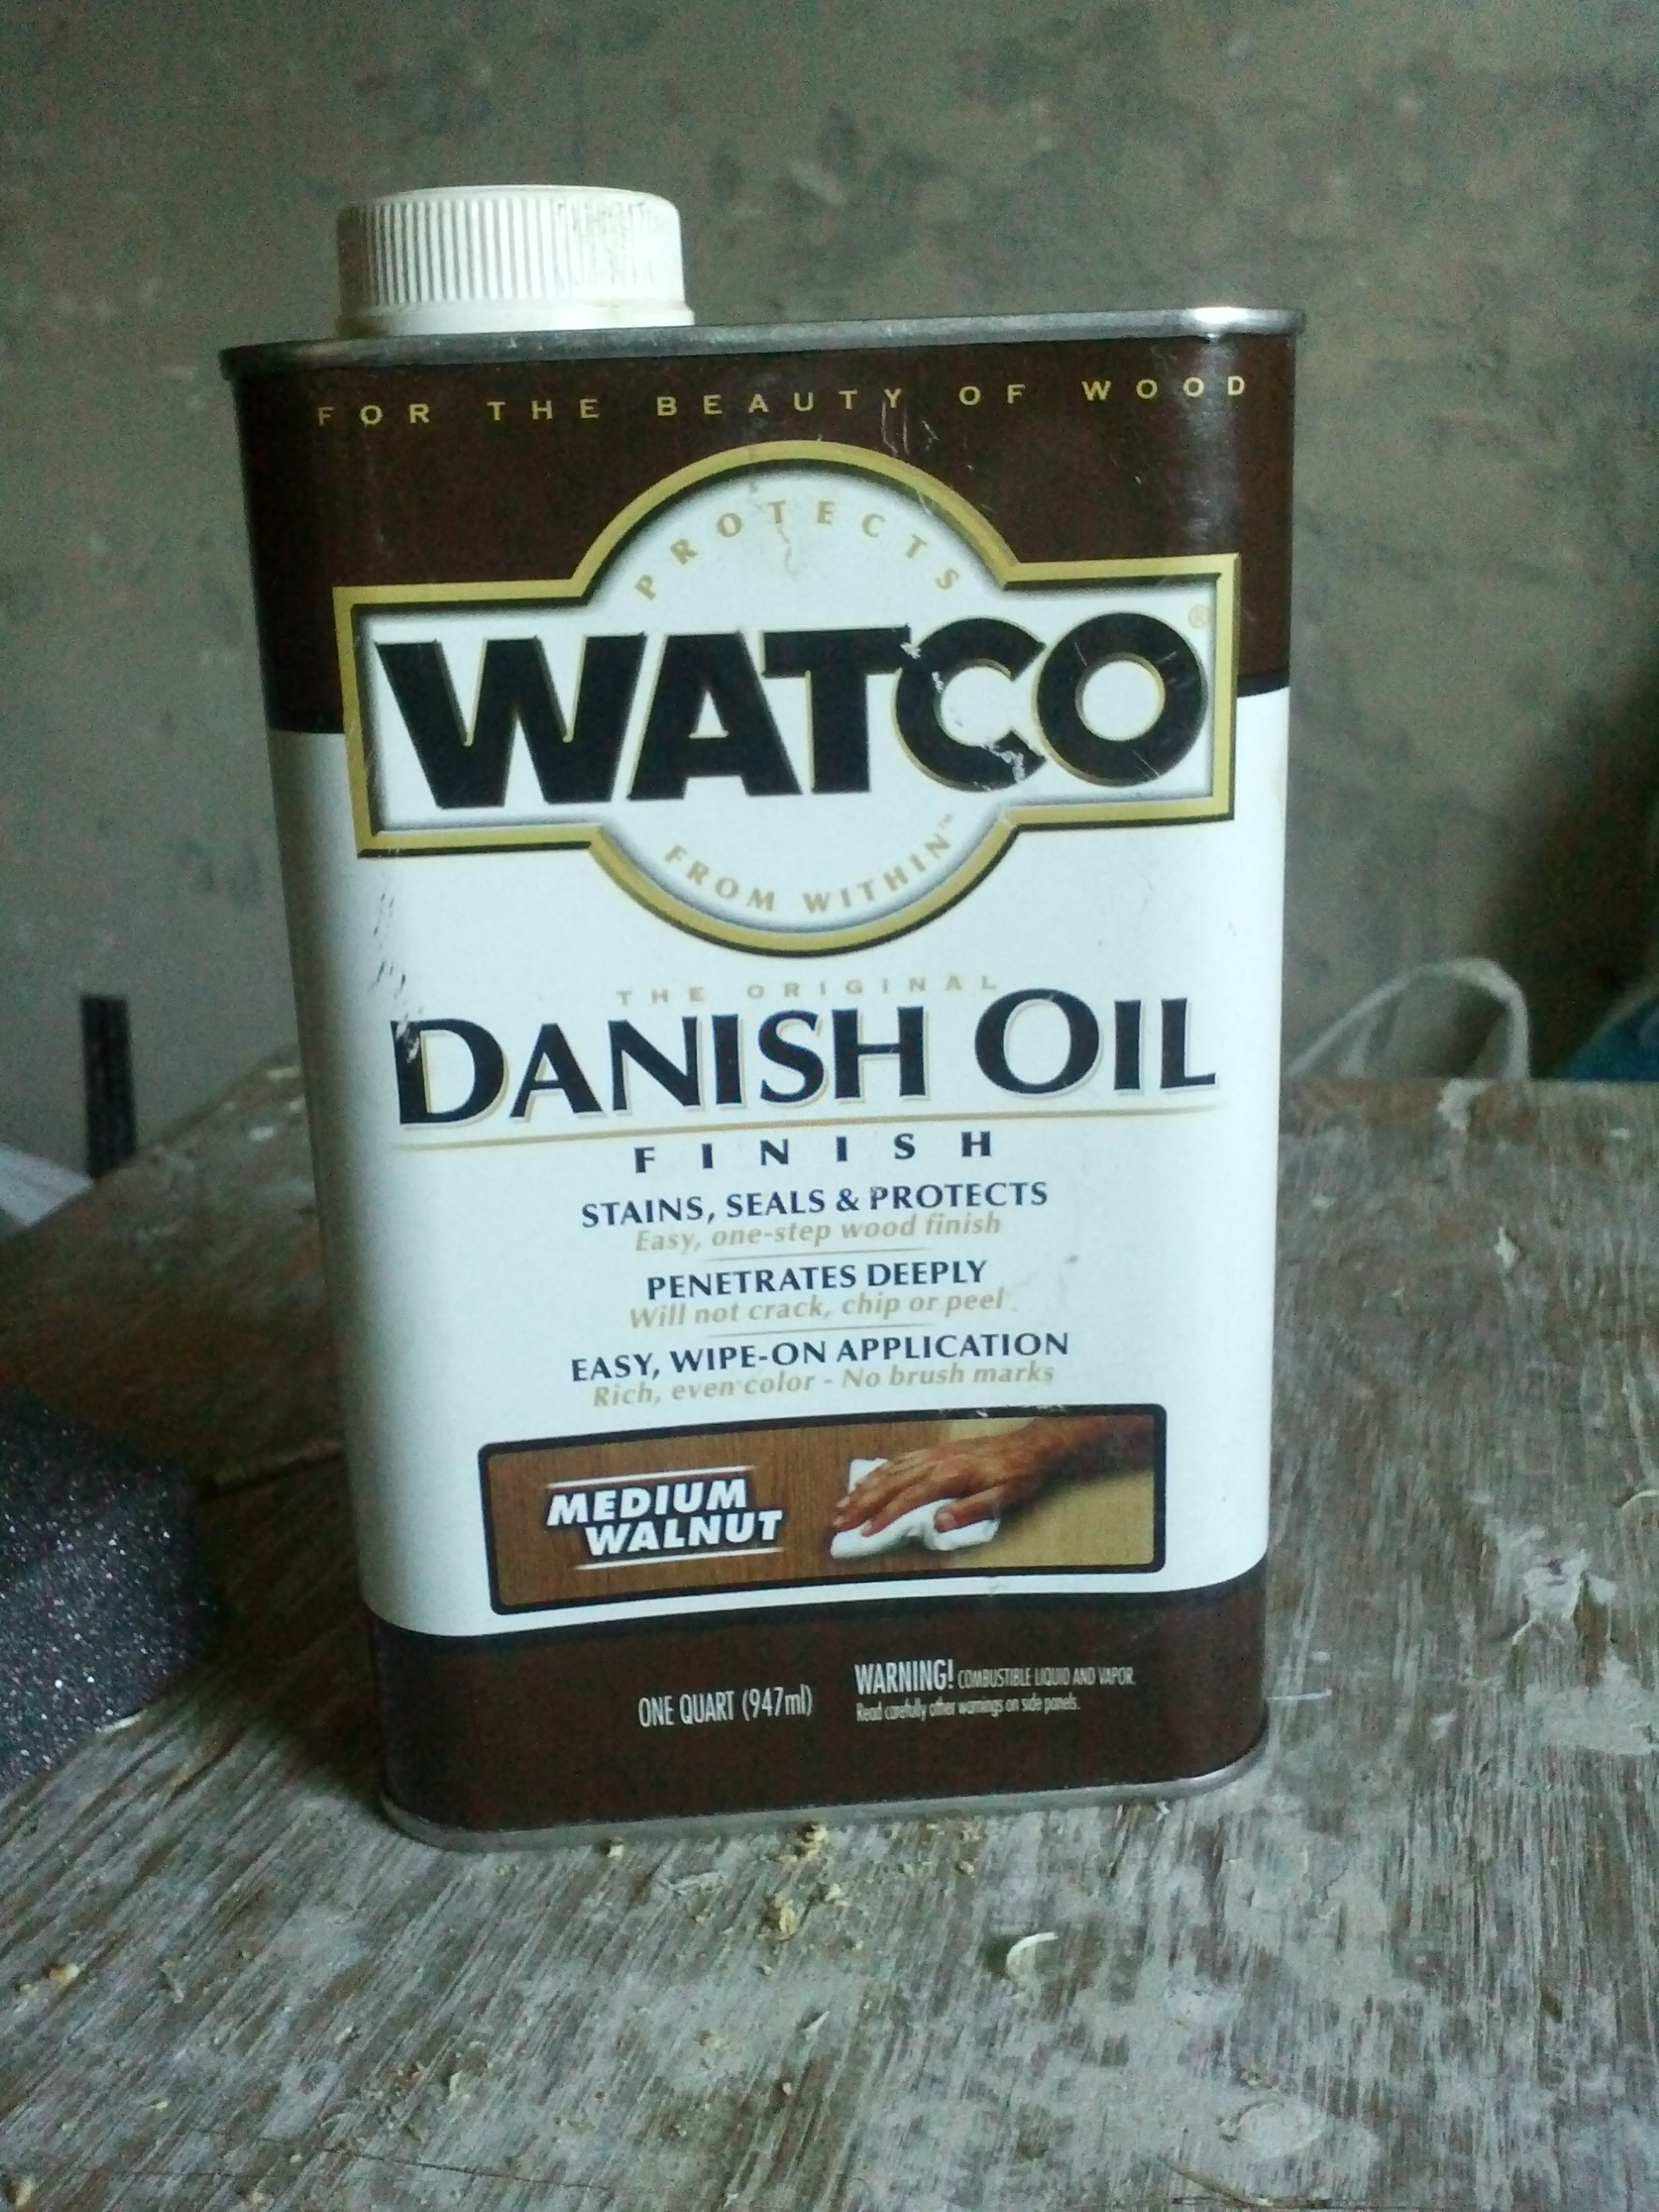 FOR THE BEAUTY OF WOOD
PROTECTS
WATCO®
FROM WITHIN™
THE ORIGINAL
DANISH OIL
FINISH
STAINS, SEALS & PROTECTS
Easy, one-step wood finish
PENETRATES DEEPLY
Will not crack, chip or peel
EASY, WIPE-ON APPLICATION
Rich, even color - No brush marks
MEDIUM
WALNUT
ONE QUART (947ml)
WARNING! COMBUSTIBLE LIQUID AND VAPOR.
Read carefully other warnings on side panels.